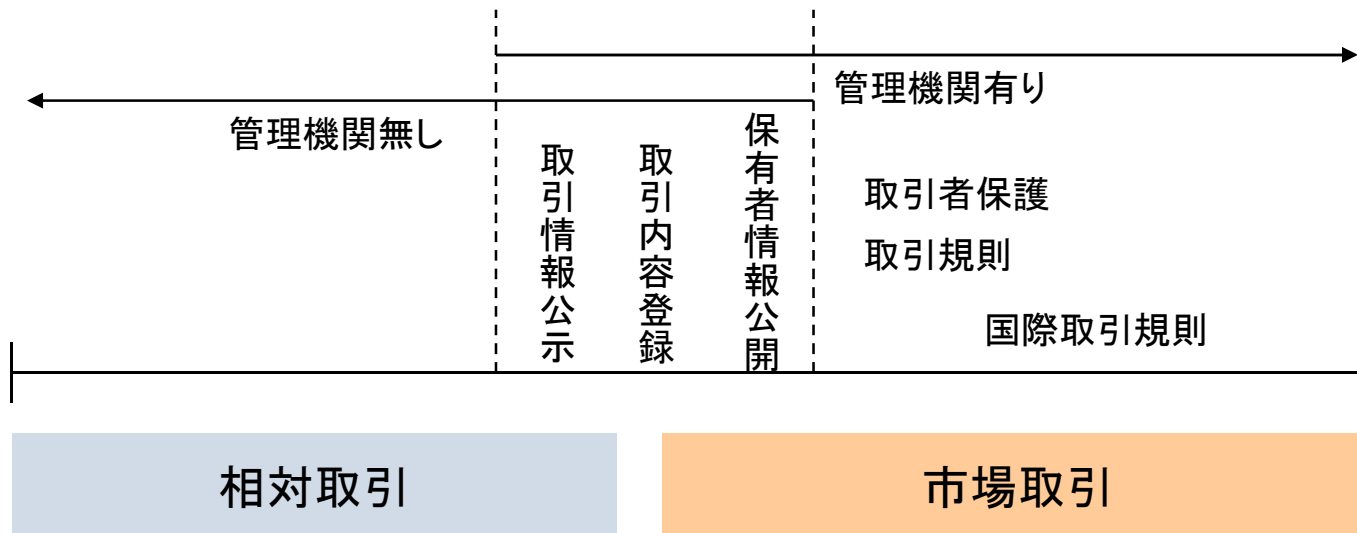 管理機関有り
管理機関無し
取引情報公示
取引内容登録
保有者情報公開
取引者保護
取引規則
国際取引規則
相対取引
市場取引